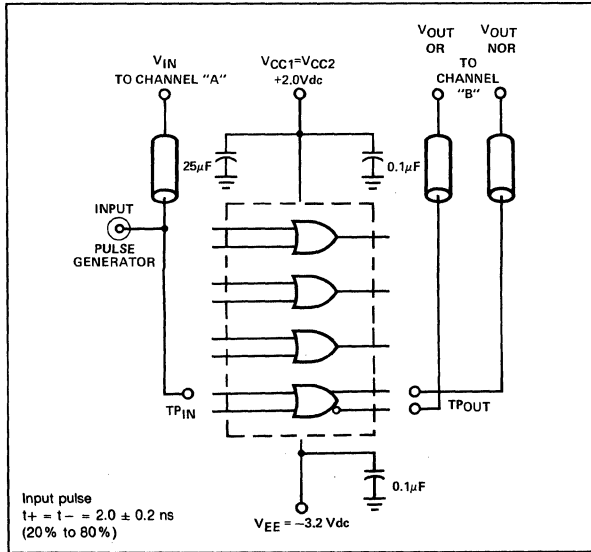 VIN
TO CHANNEL "A"
VCC1=VCC2
+2.0Vdc
VOUT
OR
VOUT
NOR
TO
CHANNEL
"B"
25μF
0.1μF
INPUT
PULSE
GENERATOR
TPIN
TPOUT
0.1μF
VEE = –3.2 Vdc
Input pulse
t+ = t– = 2.0 ± 0.2 ns
(20% to 80%)